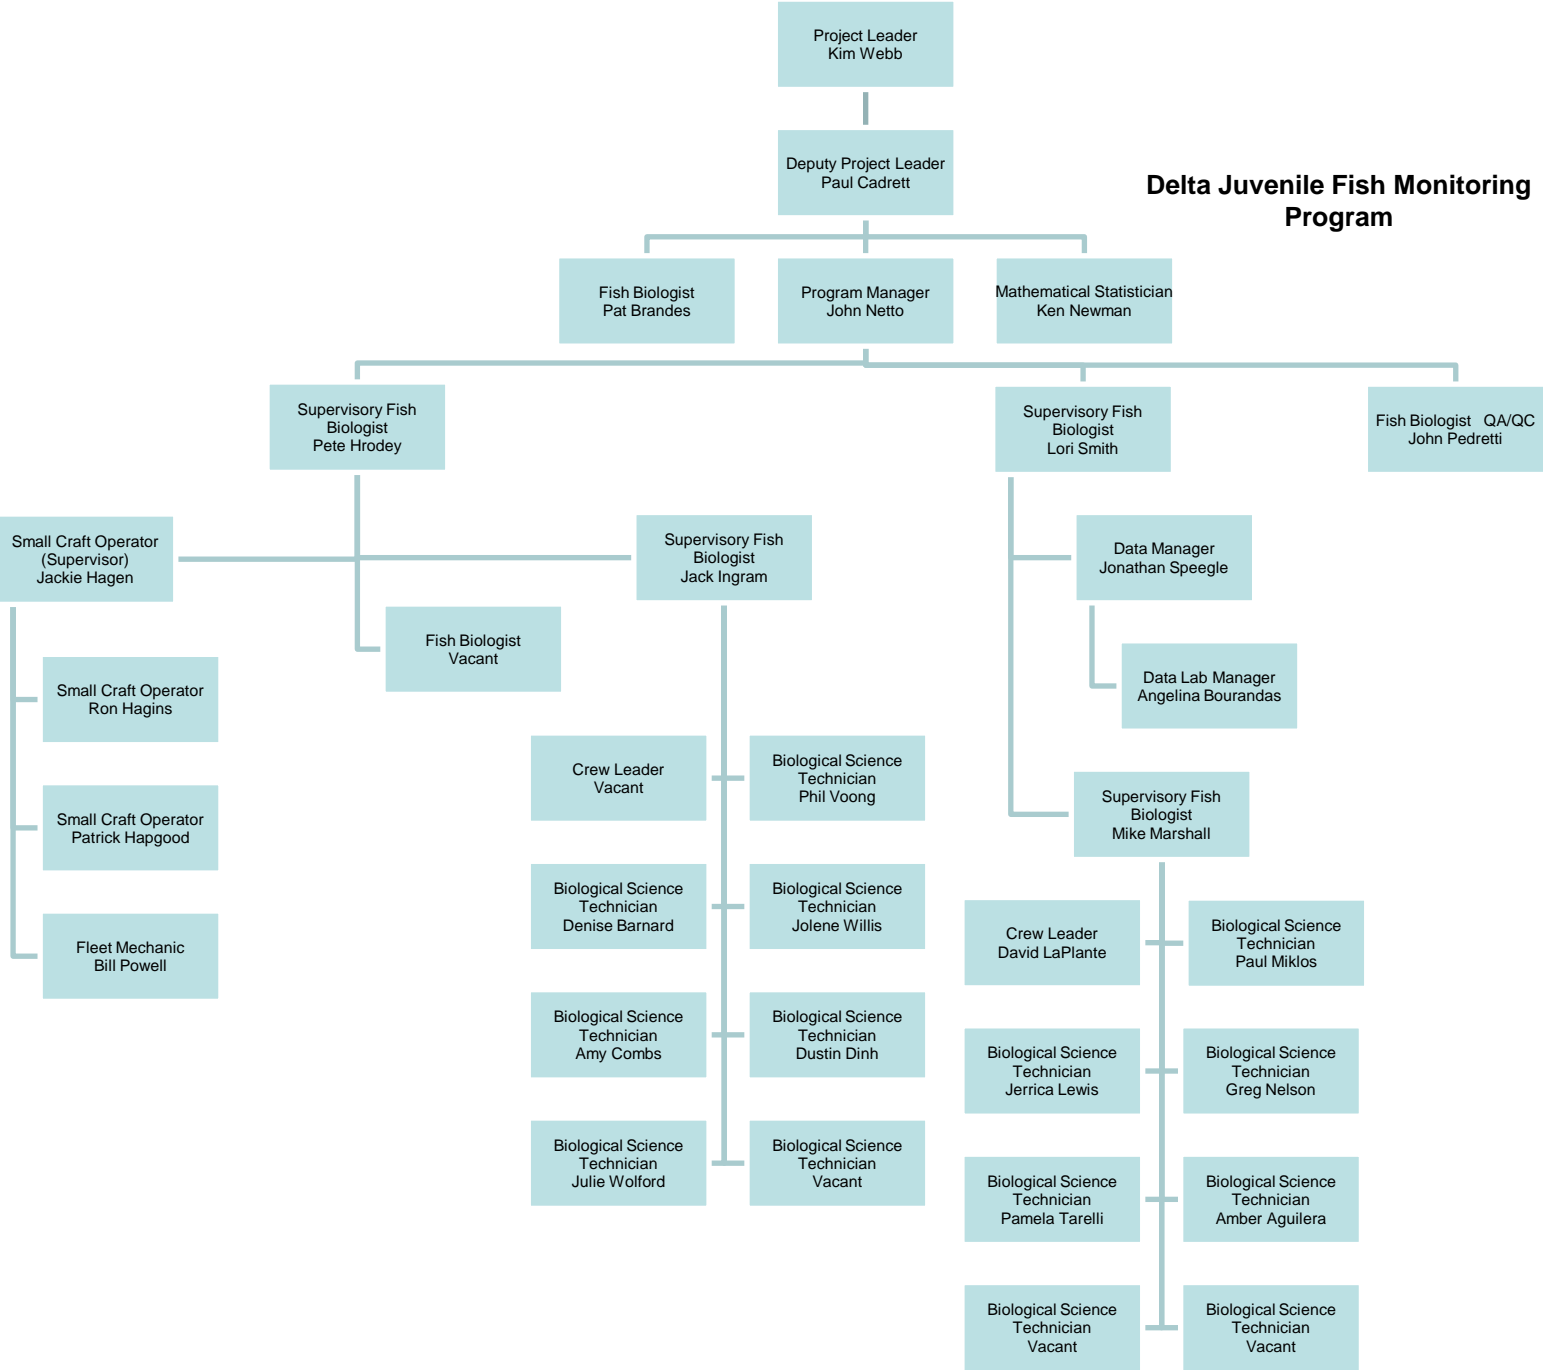 Project Leader
Kim Webb
Deputy Project Leader
Paul Cadrett
Delta Juvenile Fish Monitoring
Program
Fish Biologist
Pat Brandes
Program Manager
John Netto
Mathematical Statistician
Ken Newman
Supervisory Fish
Biologist
Pete Hrodey
Supervisory Fish
Biologist
Lori Smith
Fish Biologist QA/QC
John Pedretti
Small Craft Operator
(Supervisor)
Jackie Hagen
Supervisory Fish
Biologist
Jack Ingram
Data Manager
Jonathan Speegle
Fish Biologist
Vacant
Small Craft Operator
Ron Hagins
Data Lab Manager
Angelina Bourandas
Crew Leader
Vacant
Biological Science
Technician
Phil Voong
Small Craft Operator
Patrick Hapgood
Supervisory Fish
Biologist
Mike Marshall
Biological Science
Technician
Denise Barnard
Biological Science
Technician
Jolene Willis
Fleet Mechanic
Bill Powell
Crew Leader
David LaPlante
Biological Science
Technician
Paul Miklos
Biological Science
Technician
Amy Combs
Biological Science
Technician
Dustin Dinh
Biological Science
Technician
Jerrica Lewis
Biological Science
Technician
Greg Nelson
Biological Science
Technician
Julie Wolford
Biological Science
Technician
Vacant
Biological Science
Technician
Pamela Tarelli
Biological Science
Technician
Amber Aguilera
Biological Science
Technician
Vacant
Biological Science
Technician
Vacant